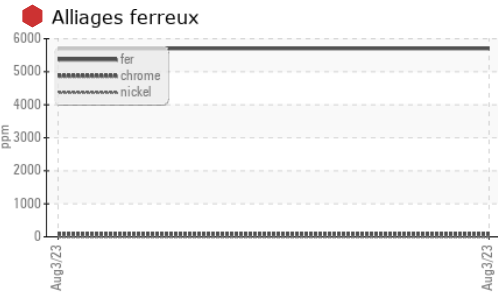 Alliages ferreux
6000
5000
4000
3000
2000
1000
0
ppm
fer
chrome
nickel
Aug3/23
Aug3/23